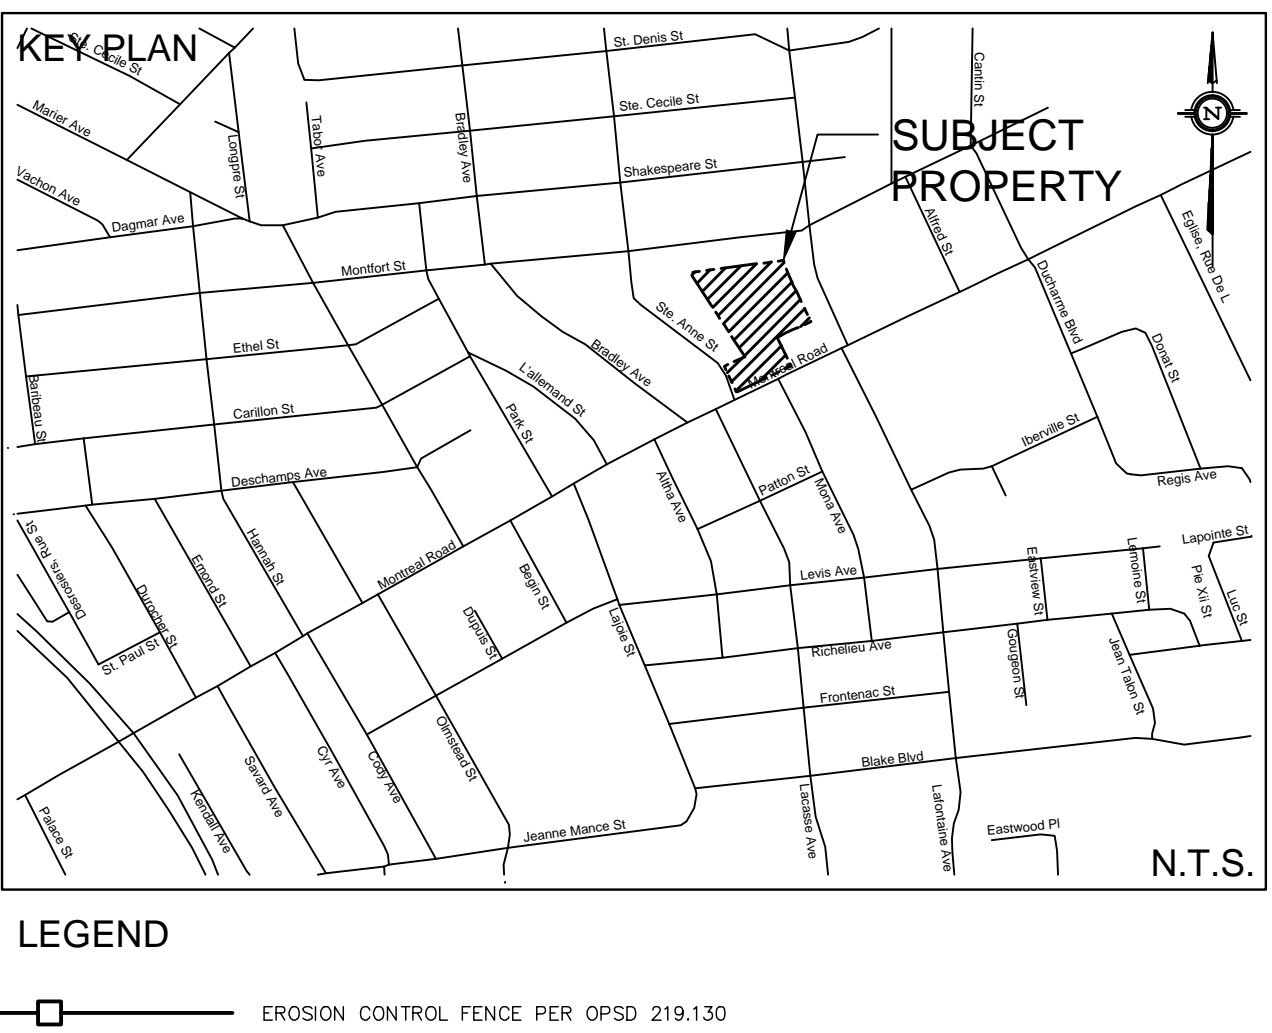 KEY PLAN
Ste. Cecile St
St. Denis St
Cantin St
Marier Ave
Longpre St
Tabor Ave
Bradley Ave
Ste. Cecile St
N
SUBJECT
PROPERTY
Shakespeare St
Vachon Ave
Dagmar Ave
Alfred St
Eglise, Rue De L
Montfort St
Ducharme Blvd
Ste. Anne St
Ethel St
Bradley Ave
Montreal Road
Donat St
L'allemand St
Baribeau St
Carillon St
Park St
Iberville St
Deschamps Ave
Altha Ave
Patton St
Mona Ave
Regis Ave
Desrosiers, Rue St
Hannah St
Emond St
Durocher St
St. Paul St
Montreal Road
Begin St
Dupuis St
Lajoie St
Levis Ave
Eastview St
Lemoine St
Lapointe St
Pie Xii St
Luc St
Richelieu Ave
Gougeon St
Jean Talon St
Frontenac St
Blake Blvd
Olmstead St
Savard Ave
Cyr Ave
Cody Ave
Kendall Ave
Palace St
Jeanne Mance St
Lacasse Ave
Lafontaine Ave
Eastwood Pl
N.T.S.
LEGEND
EROSION CONTROL FENCE PER OPSD 219.130